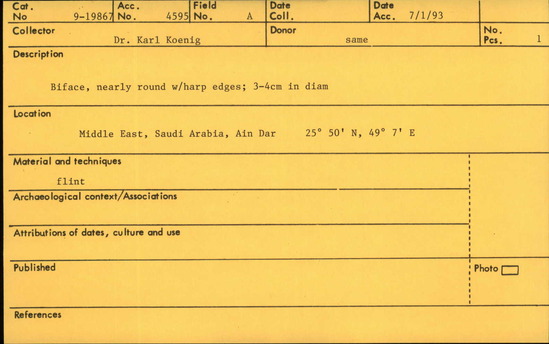 Cat. No 9-19867 Acc. No. 4595 Field No. A Date Coll. Date Acc. 7/1/93
Collector Dr. Karl Koenig Donor same No. Pcs. 1
Description
Biface, nearly round w/harp edges; 3-4cm in diam
Location
Middle East, Saudi Arabia, Ain Dar 25° 50' N, 49° 7' E
Material and techniques
flint
Archaeological context/Associations
Attributions of dates, culture and use
Published Photo
References